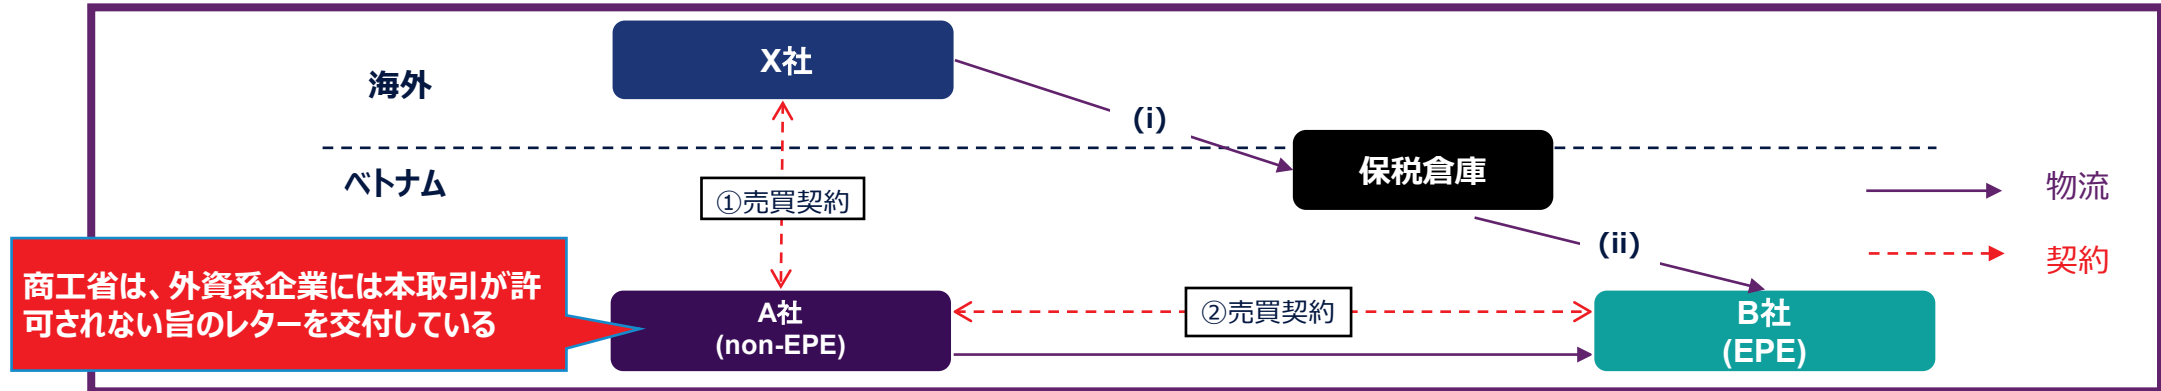 X社
海外
(i)
保税倉庫
ベトナム
①売買契約
物流
(ii)
契約
商工省は、外資系企業には本取引が許
可されない旨のレターを交付している
A社
(non-EPE)
②売買契約
B社
(EPE)